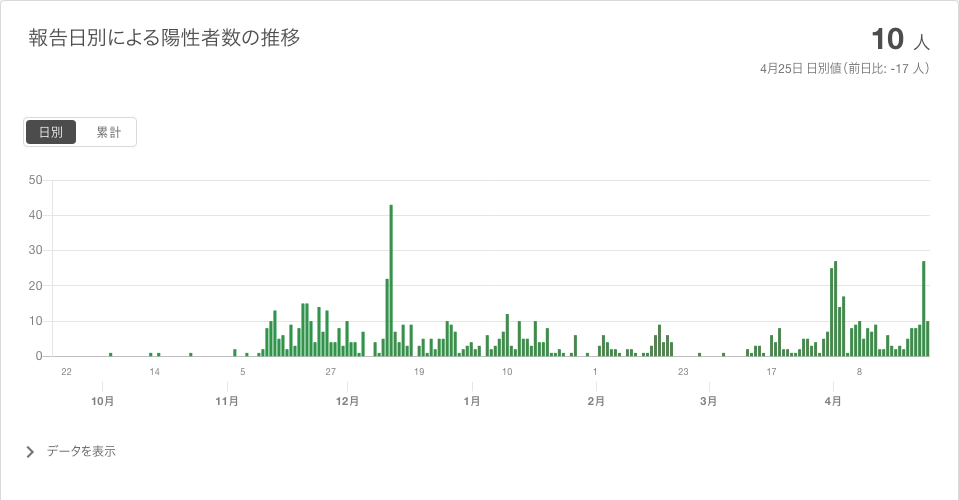 報告日別による陽性者数の推移
10 人
4月25日 日別値（前日比: -17 人）
日別 累計
50
40
30
20
10
0
22 14 5 27 19 10 1 23 17 8
10月 11月 12月 1月 2月 3月 4月
データを表示